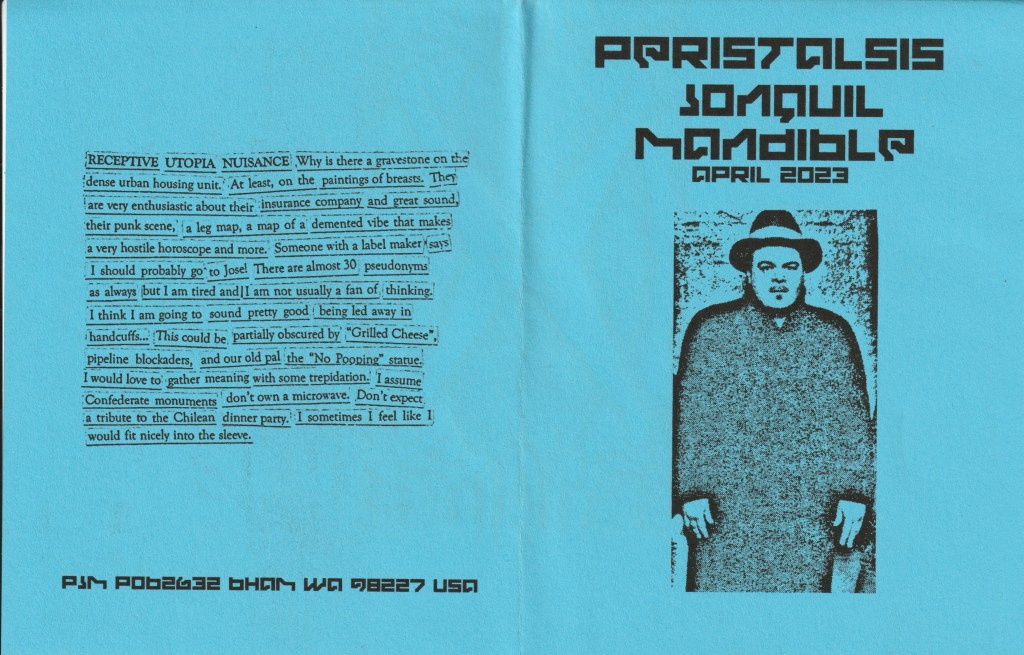 RECEPTIVE UTOPIA NUISANCE Why is there a gravestone on the
dense urban housing unit. At least, on the paintings of breasts. They
are very enthusiastic about their insurance company and great sound,
their punk scene, a leg map, a map of a demented vibe that makes
a very hostile horoscope and more. Someone with a label maker says
I should probably go to Jose! There are almost 30 pseudonyms
as always but I am tired and I am not usually a fan of thinking.
I think I am going to sound pretty good being led away in
handcuffs... This could be partially obscured by "Grilled Cheese",
pipeline blockaders, and our old pal the "No Pooping" statue.
I would love to gather meaning with some trepidation. I assume
Confederate monuments don't own a microwave. Don't expect
a tribute to the Chilean dinner party. I sometimes I feel like I
would fit nicely into the sleeve.
PJM POB2632 BHAM WA 98227 USA
PERISTALSIS
JONQUIL
MANDIBLE
APRIL 2023